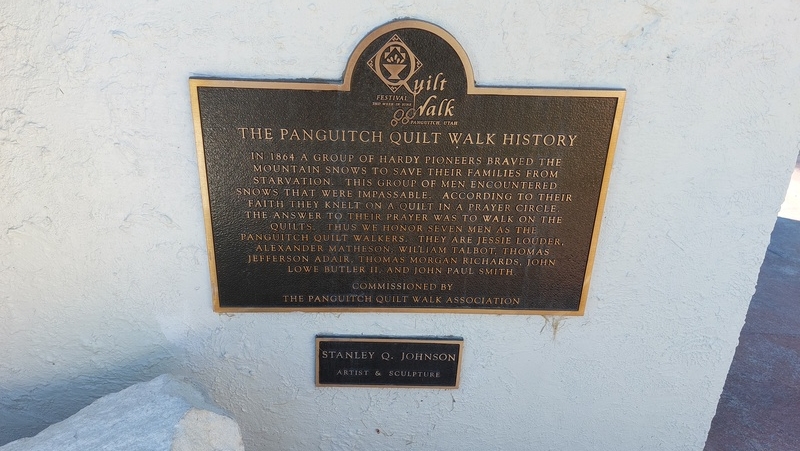 Quilt
FESTIVAL
Walk
PANGUITCH, UTAH
THE PANGUITCH QUILT WALK HISTORY
IN 1864 A GROUP OF HARDY PIONEERS BRAVED THE
MOUNTAIN SNOWS TO SAVE THEIR FAMILIES FROM
STARVATION. THIS GROUP OF MEN ENCOUNTERED
SNOWS THAT WERE IMPASSABLE. ACCORDING TO THEIR
FAITH THEY KNELT ON A QUILT IN A PRAYER CIRCLE.
THE ANSWER TO THEIR PRAYER WAS TO WALK ON THE
QUILTS. THUS WE HONOR SEVEN MEN AS THE
PANGUITCH QUILT WALKERS. THEY ARE JESSIE LOUDER,
ALEXANDER MATHESON, WILLIAM TALBOT, THOMAS
JEFFERSON ADAIR, THOMAS MORGAN RICHARDS, JOHN
LOWE BUTLER II, AND JOHN PAUL SMITH.
COMMISSIONED BY
THE PANGUITCH QUILT WALK ASSOCIATION
STANLEY Q. JOHNSON
ARTIST & SCULPTURE